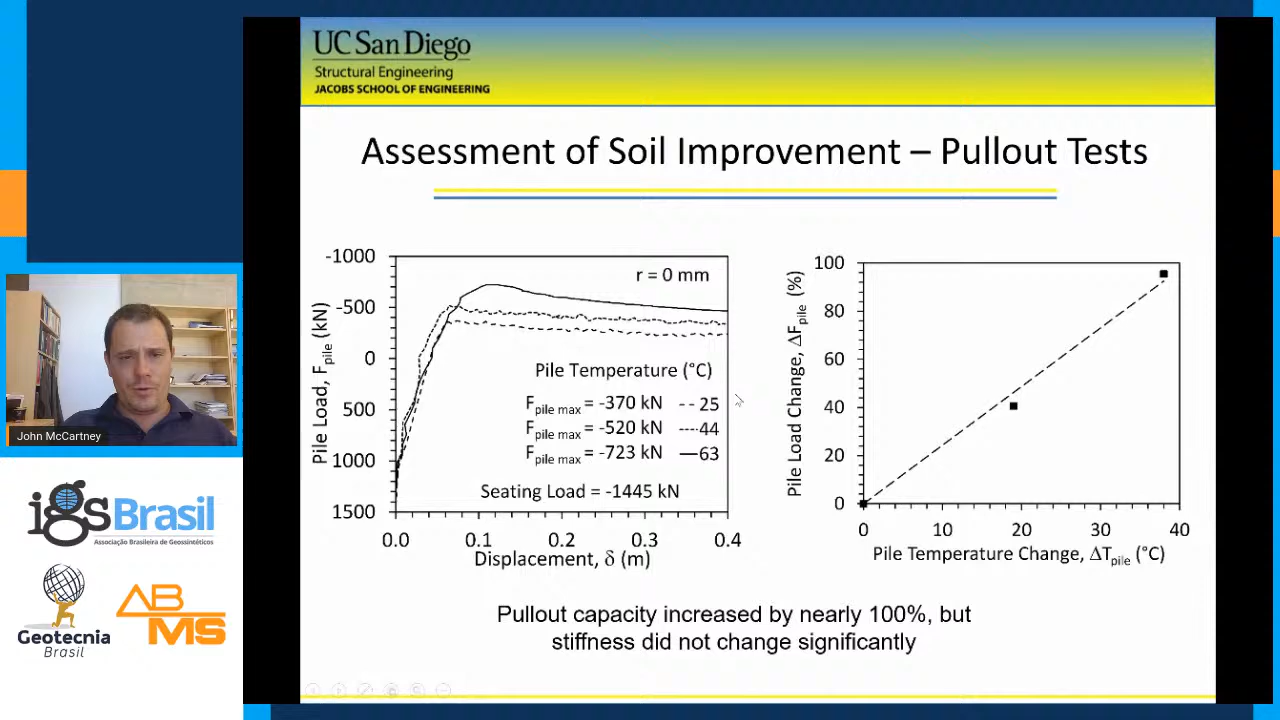 UC San Diego
Structural Engineering
JACOBS SCHOOL OF ENGINEERING
Assessment of Soil Improvement – Pullout Tests
-1000
-500
0
500
1000
1500
Pile Load, Fpile (kN)
r = 0 mm
Pile Temperature (°C)
Fpile max = -370 kN 25
Fpile max = -520 kN 44
Fpile max = -723 kN 63
Seating Load = -1445 kN
0.0 0.1 0.2 0.3 0.4
Displacement, δ (m)
100
80
60
40
20
0
Pile Load Change, ΔFpile (%)
0 10 20 30 40
Pile Temperature Change, ΔTpile (°C)
Pullout capacity increased by nearly 100%, but
stiffness did not change significantly
John McCartney
igsBrasil
Associação Brasileira de Geossintéticos
Geotecnia
Brasil
ABMS